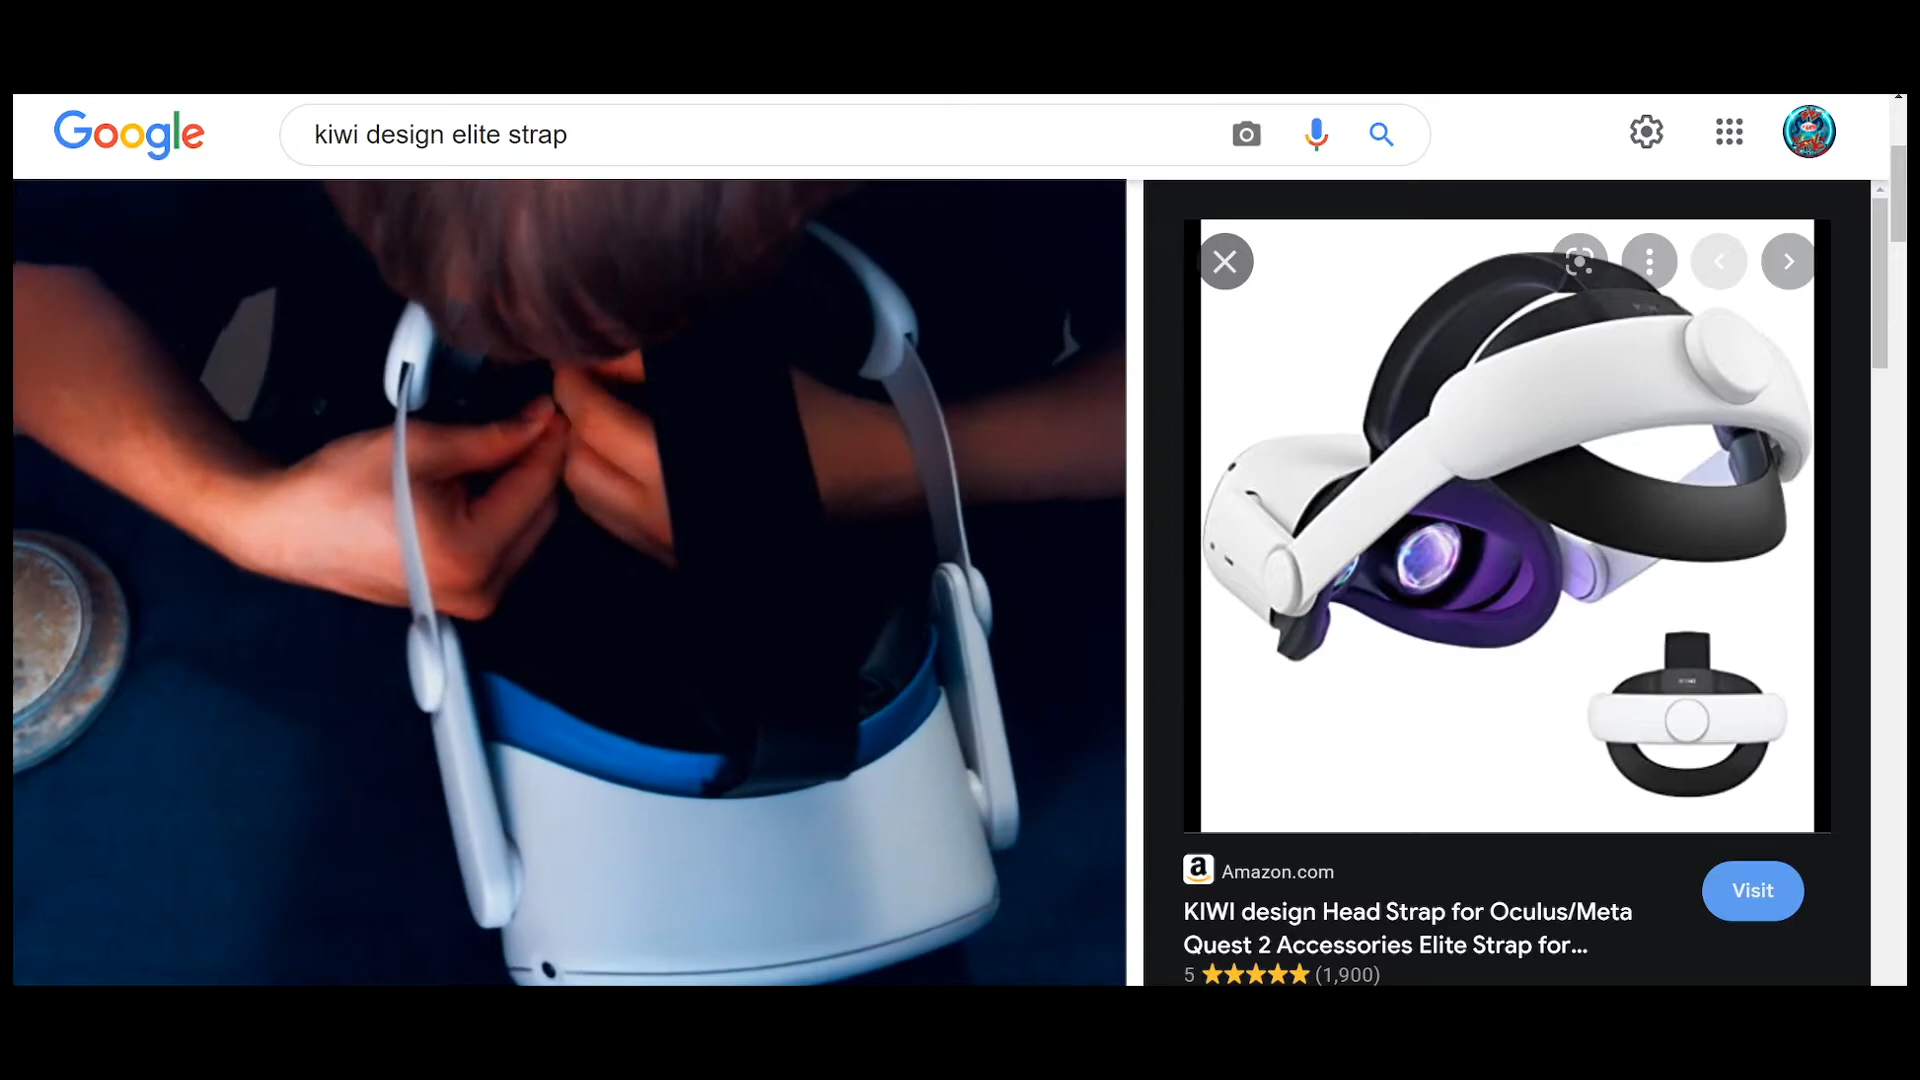 Google
kiwi design elite strap
Amazon.com
Visit
KIWI design Head Strap for Oculus/Meta
Quest 2 Accessories Elite Strap for...
5 (1,900)